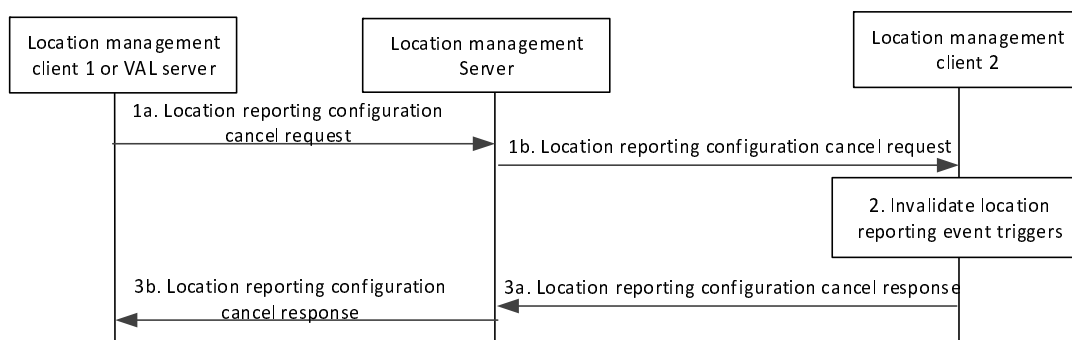 Location management
client 1 or VAL server
Location management
Server
Location management
client 2
1a. Location reporting configuration
cancel request
1b. Location reporting configuration cancel request
2. Invalidate location
reporting event triggers
3a. Location reporting configuration cancel response
3b. Location reporting configuration
cancel response